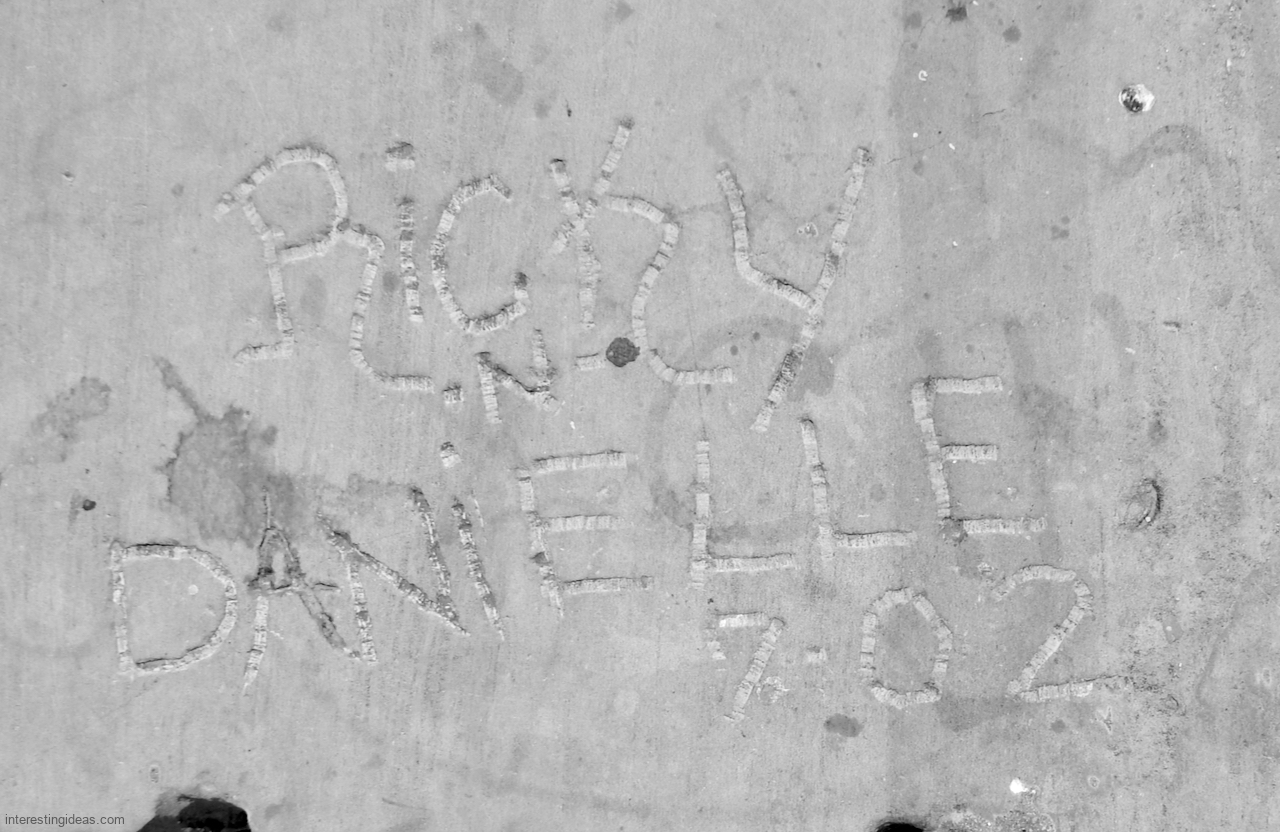 RiCKY
·N·
DANIELLE
7·02
interestingideas.com